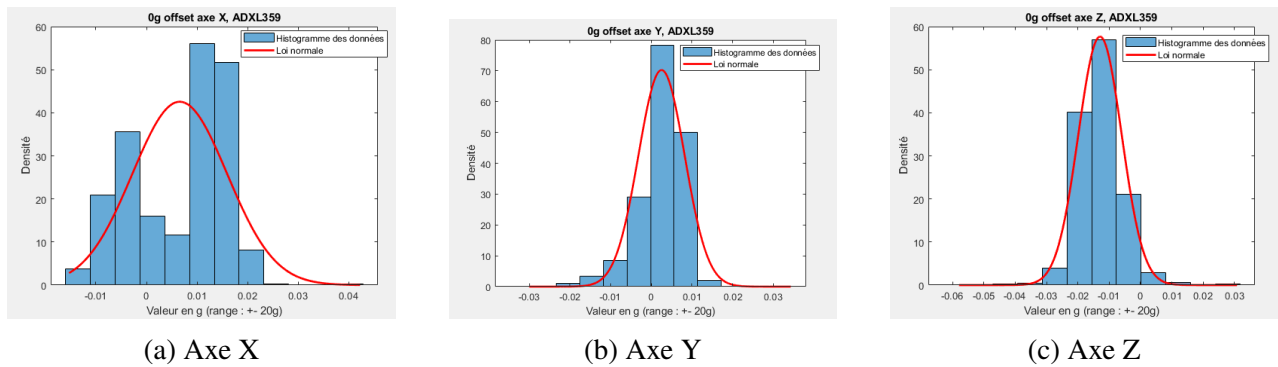 0g offset axe X, ADXL359
Histogramme des données
Loi normale
Densité
60
50
40
30
20
10
0
-0.01
0
0.01
0.02
0.03
0.04
Valeur en g (range : +- 20g)
(a) Axe X
0g offset axe Y, ADXL359
Histogramme des données
Loi normale
Densité
80
70
60
50
40
30
20
10
0
-0.03
-0.02
-0.01
0
0.01
0.02
0.03
Valeur en g (range : +- 20g)
(b) Axe Y
0g offset axe Z, ADXL359
Histogramme des données
Loi normale
Densité
60
50
40
30
20
10
0
-0.06
-0.05
-0.04
-0.03
-0.02
-0.01
0
0.01
0.02
0.03
Valeur en g (range : +- 20g)
(c) Axe Z